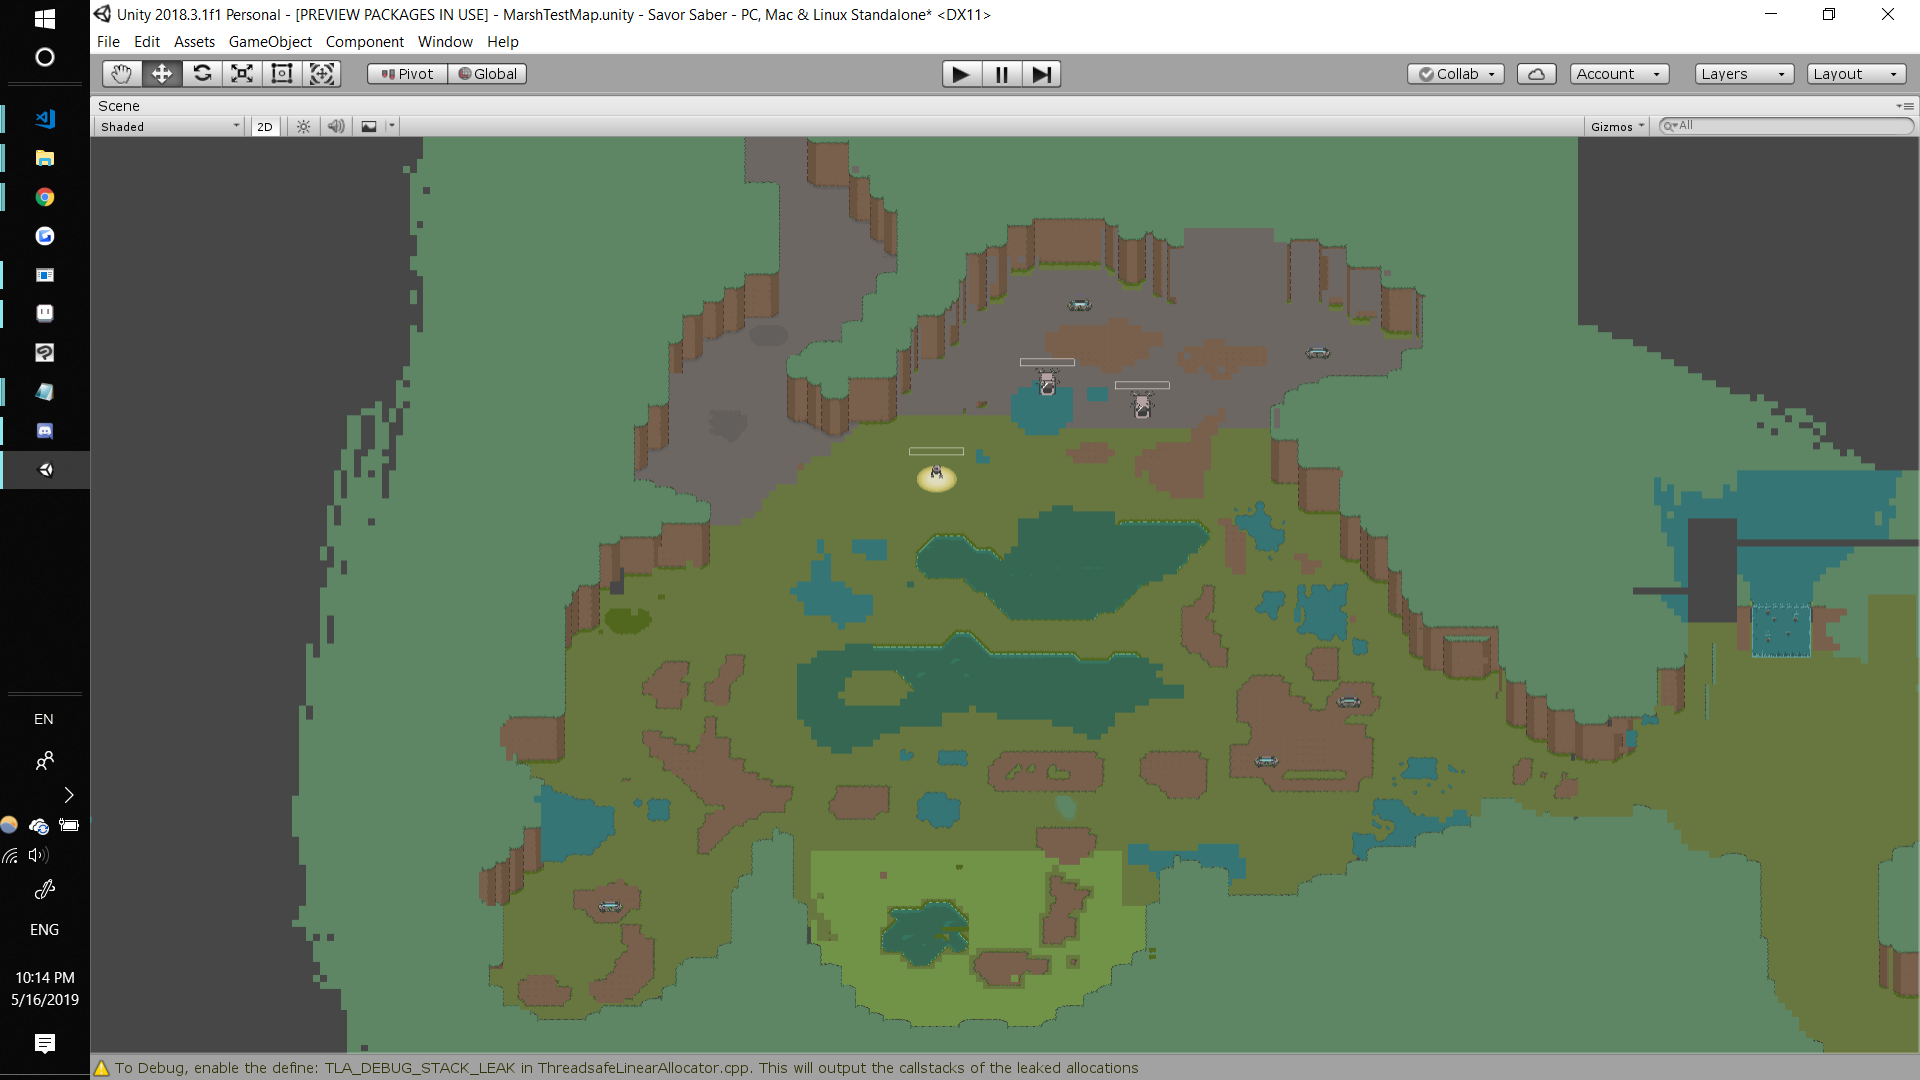 Unity 2018.3.1f1 Personal - [PREVIEW PACKAGES IN USE] - MarshTestMap.unity - Savor Saber - PC, Mac & Linux Standalone* <DX11>
File Edit Assets GameObject Component Window Help
Pivot Global Collab Account Layers Layout
Scene
Shaded 2D Gizmos All
EN
ENG
10:14 PM
5/16/2019
To Debug, enable the define: TLA_DEBUG_STACK_LEAK in ThreadsafeLinearAllocator.cpp. This will output the callstacks of the leaked allocations